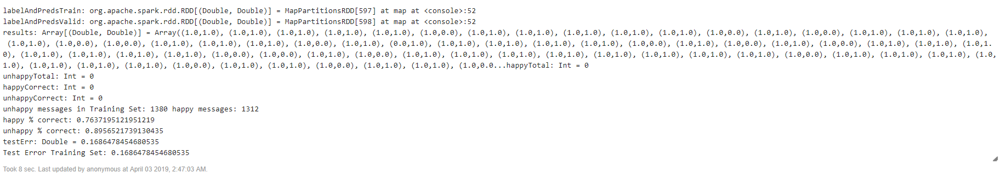 labelAndPredsTrain: org.apache.spark.rdd.RDD[(Double, Double)] = MapPartitionsRDD[597] at map at <console>:52
labelAndPredsValid: org.apache.spark.rdd.RDD[(Double, Double)] = MapPartitionsRDD[598] at map at <console>:52
results: Array[(Double, Double)] = Array((1.0,1.0), (1.0,1.0), (1.0,1.0), (1.0,1.0), (1.0,1.0), (1.0,0.0), (1.0,1.0), (1.0,1.0), (1.0,1.0), (1.0,1.0), (1.0,1.0), (1.0,0.0), (1.0,1.0), (1.0,0.0), (1.0,1.0), (1.0,1.0), (1.0,1.0),
(1.0,1.0), (1.0,0.0), (1.0,0.0), (1.0,1.0), (1.0,1.0), (1.0,1.0), (1.0,0.0), (1.0,1.0), (0.0,1.0), (1.0,1.0), (1.0,1.0), (1.0,1.0), (1.0,1.0), (1.0,0.0), (1.0,1.0), (1.0,0.0), (1.0,1.0), (1.0,0.0), (1.0,1.0), (1.0,1.0), (1.0,1.
0), (1.0,1.0), (1.0,1.0), (1.0,1.0), (1.0,1.0), (1.0,0.0), (1.0,0.0), (1.0,1.0), (1.0,0.0), (1.0,1.0), (1.0,1.0), (1.0,1.0), (1.0,1.0), (1.0,1.0), (1.0,1.0), (1.0,1.0), (1.0,1.0), (1.0,0.0), (1.0,1.0), (1.0,1.0), (1.0,1.0), (1.0,
1.0), (1.0,1.0), (1.0,1.0), (1.0,1.0), (1.0,0.0), (1.0,1.0), (1.0,1.0), (1.0,0.0), (1.0,1.0), (1.0,1.0), (1.0,0.0...happyTotal: Int = 0
unhappyTotal: Int = 0
happyCorrect: Int = 0
unhappyCorrect: Int = 0
unhappy messages in Training Set: 1380 happy messages: 1312
happy % correct: 0.7637195121951219
unhappy % correct: 0.8956521739130435
testErr: Double = 0.1686478454680535
Test Error Training Set: 0.1686478454680535
Took 8 sec. Last updated by anonymous at April 03 2019, 2:47:03 AM.